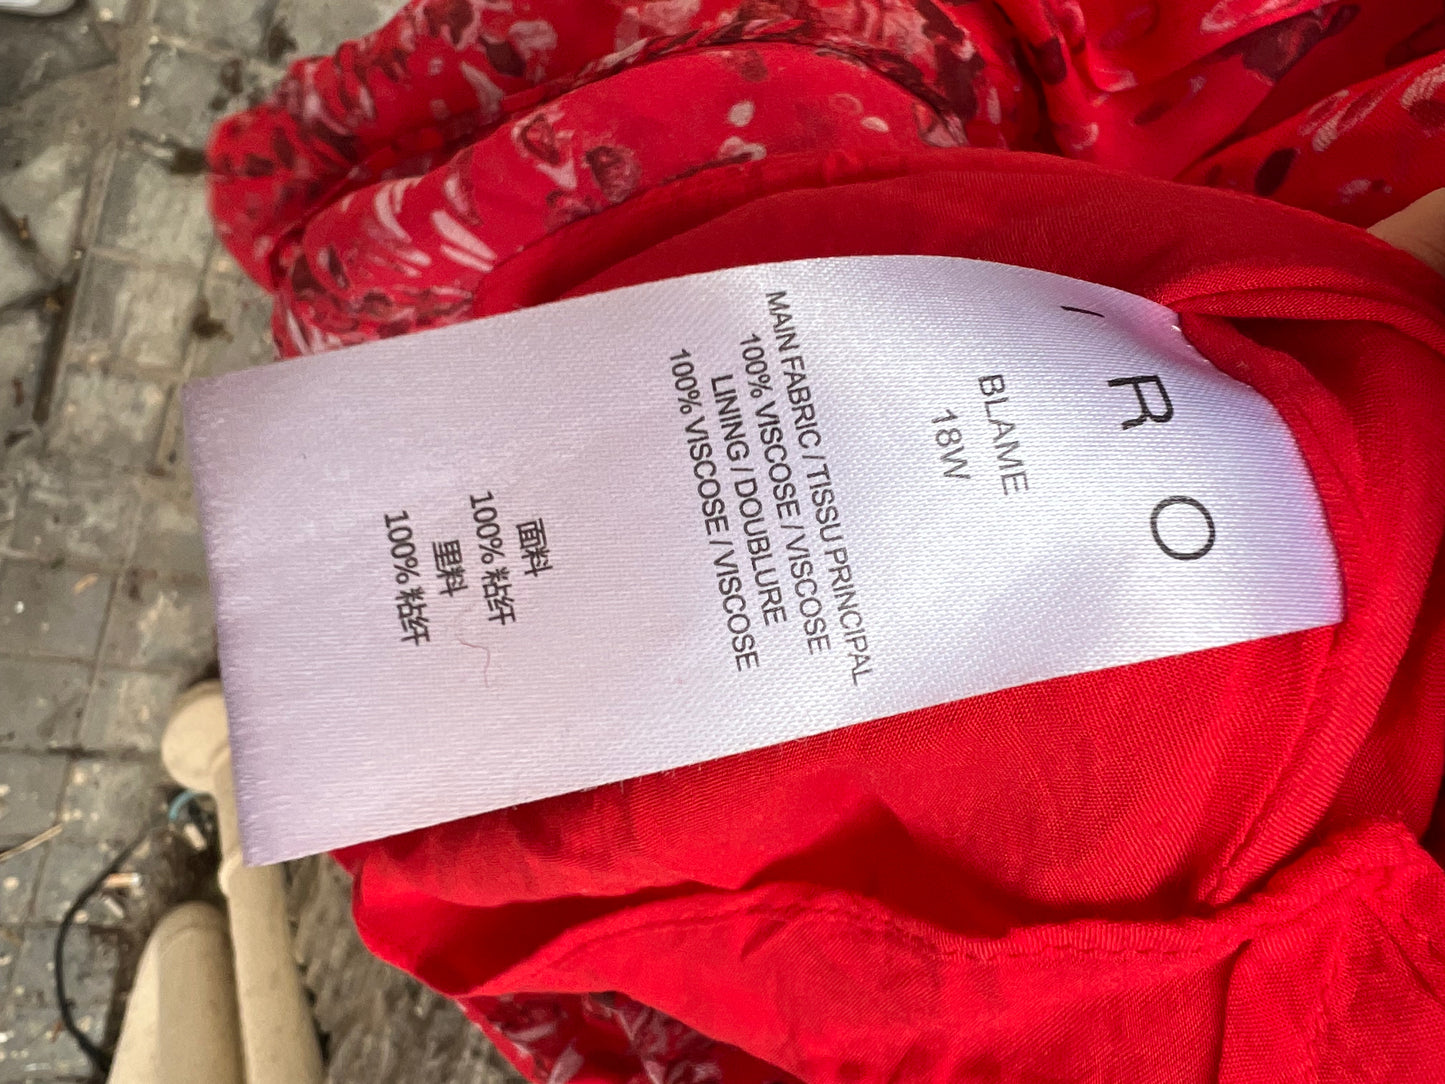 R O
BLAME
18W
MAIN FABRIC / TISSU PRINCIPAL
100% VISCOSE / VISCOSE
LINING / DOUBLURE
100% VISCOSE / VISCOSE
面料
100% 粘纤
里料
100% 粘纤